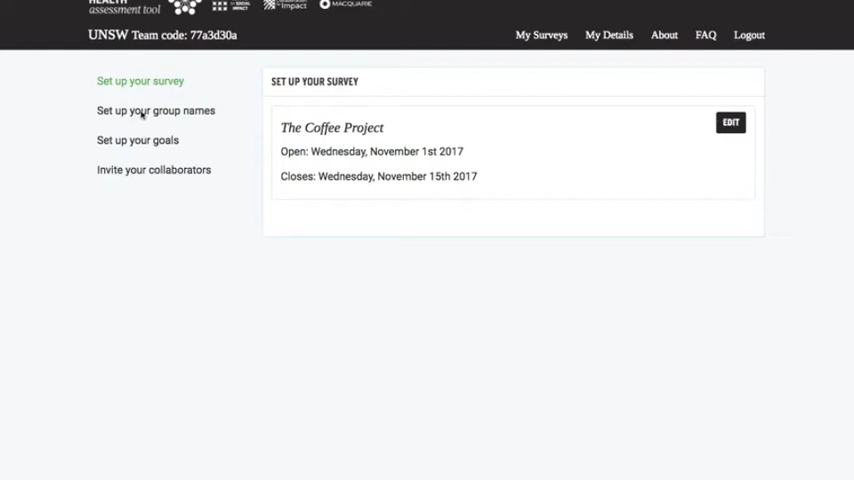 HEALTH
assessment tool
MACQUARIE
UNSW Team code: 77a3d30a
My Surveys
My Details
About
FAQ
Logout
Set up your survey
Set up your group names
Set up your goals
Invite your collaborators
SET UP YOUR SURVEY
The Coffee Project
EDIT
Open: Wednesday, November 1st 2017
Closes: Wednesday, November 15th 2017